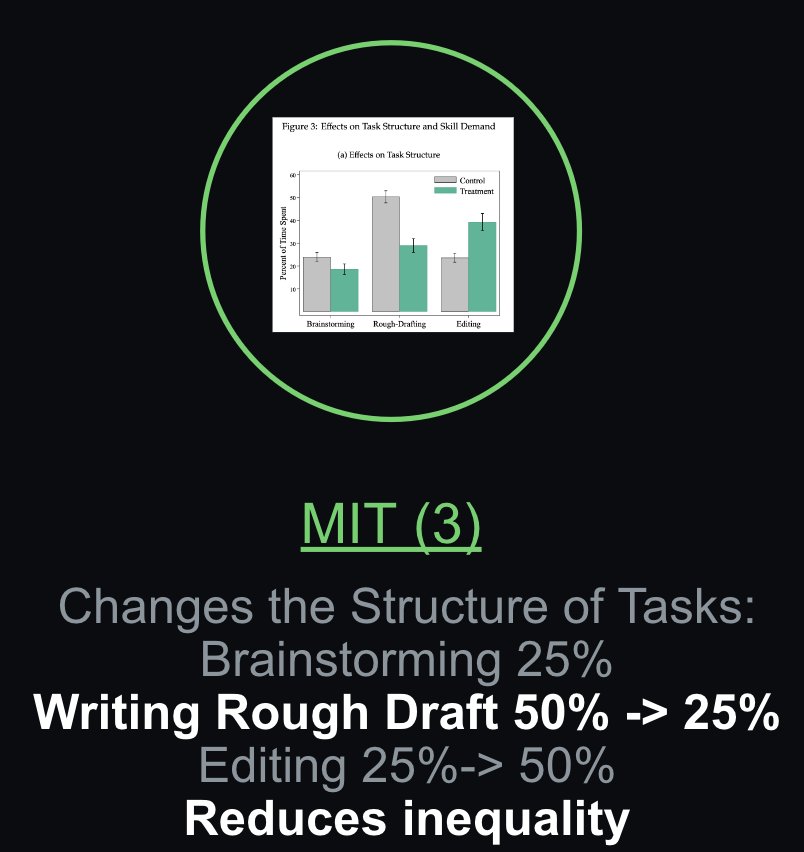 Figure 3: Effects on Task Structure and Skill Demand
(a) Effects on Task Structure
Percent of Time Spent
60
50
40
30
20
10
Control
Treatment
Brainstorming
Rough-Drafting
Editing
MIT (3)
Changes the Structure of Tasks:
Brainstorming 25%
Writing Rough Draft 50% -> 25%
Editing 25%-> 50%
Reduces inequality